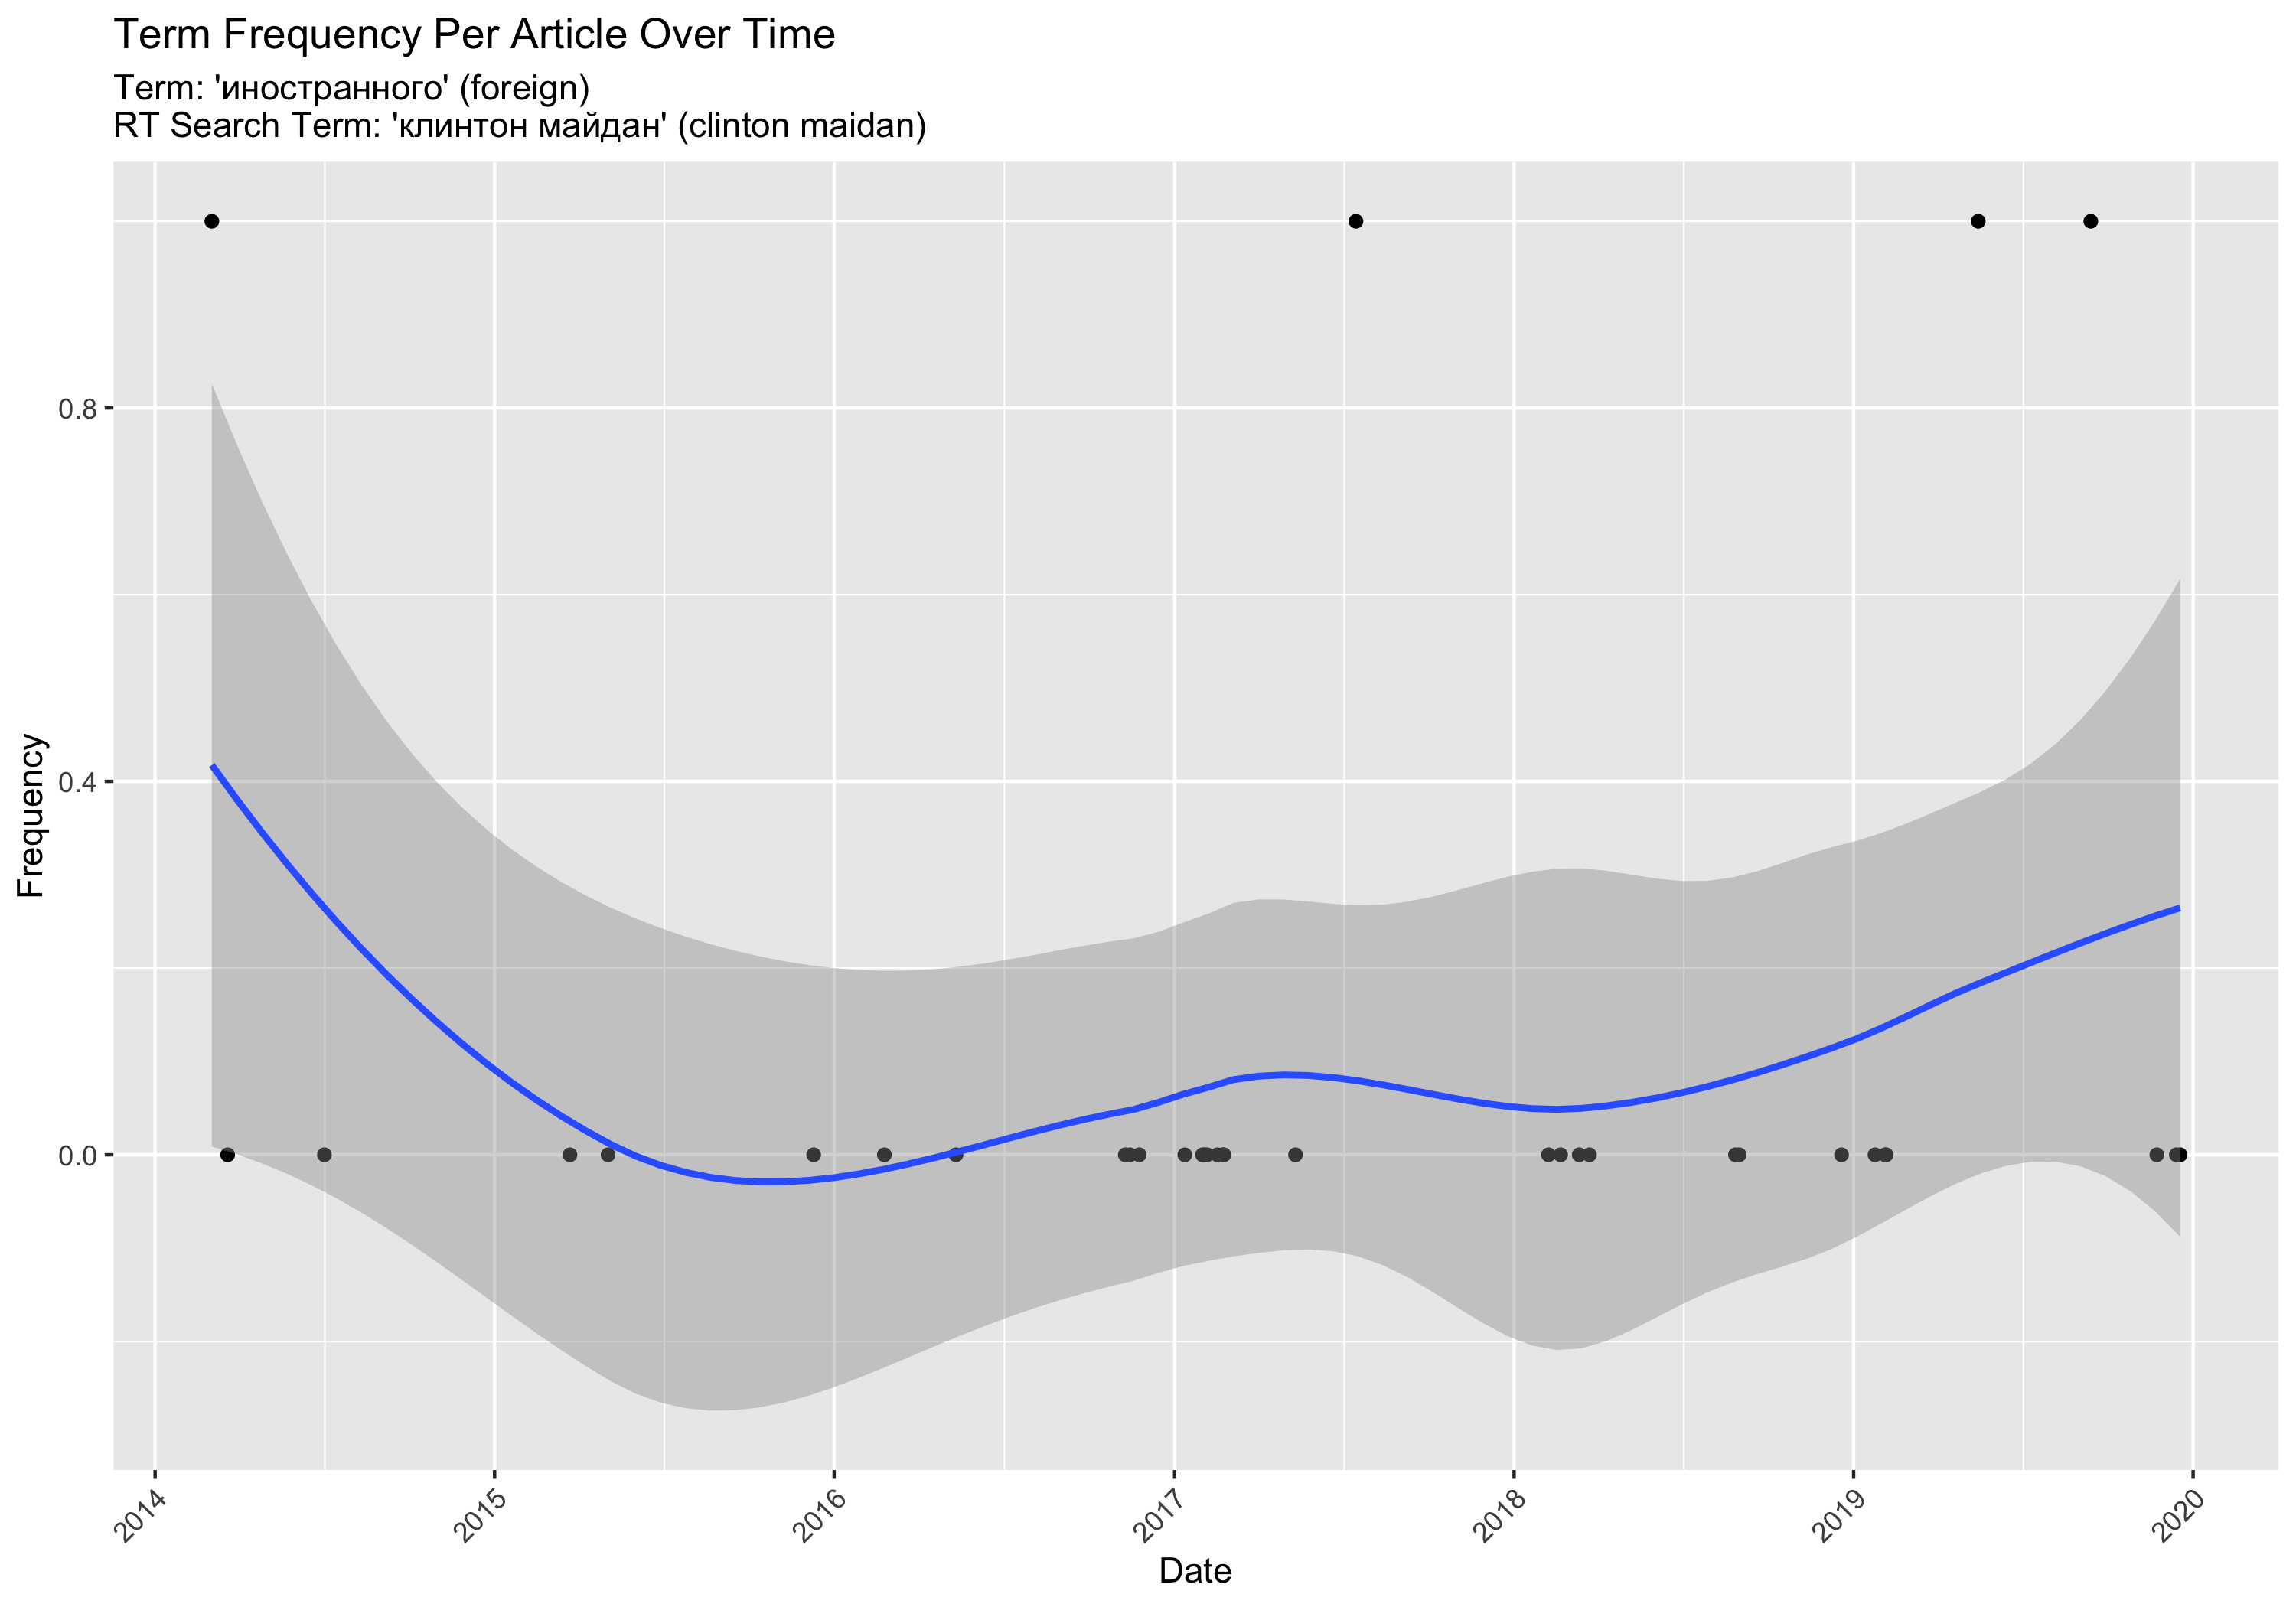 Term Frequency Per Article Over Time
Term: 'иностранного' (foreign)
RT Search Term: 'клинтон майдан' (clinton maidan)
Frequency
0.8
0.4
0.0
2014
2015
2016
2017
2018
2019
2020
Date